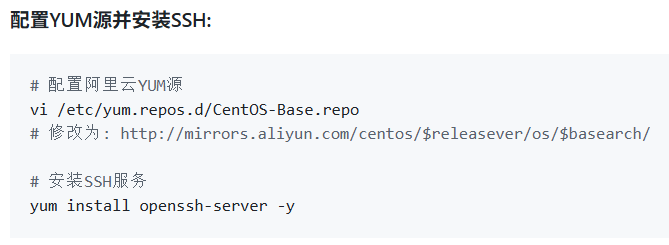 配置YUM源并安装SSH:
# 配置阿里云YUM源
vi /etc/yum.repos.d/CentOS-Base.repo
# 修改为: http://mirrors.aliyun.com/centos/$releasever/os/$basearch/
# 安装SSH服务
yum install openssh-server -y